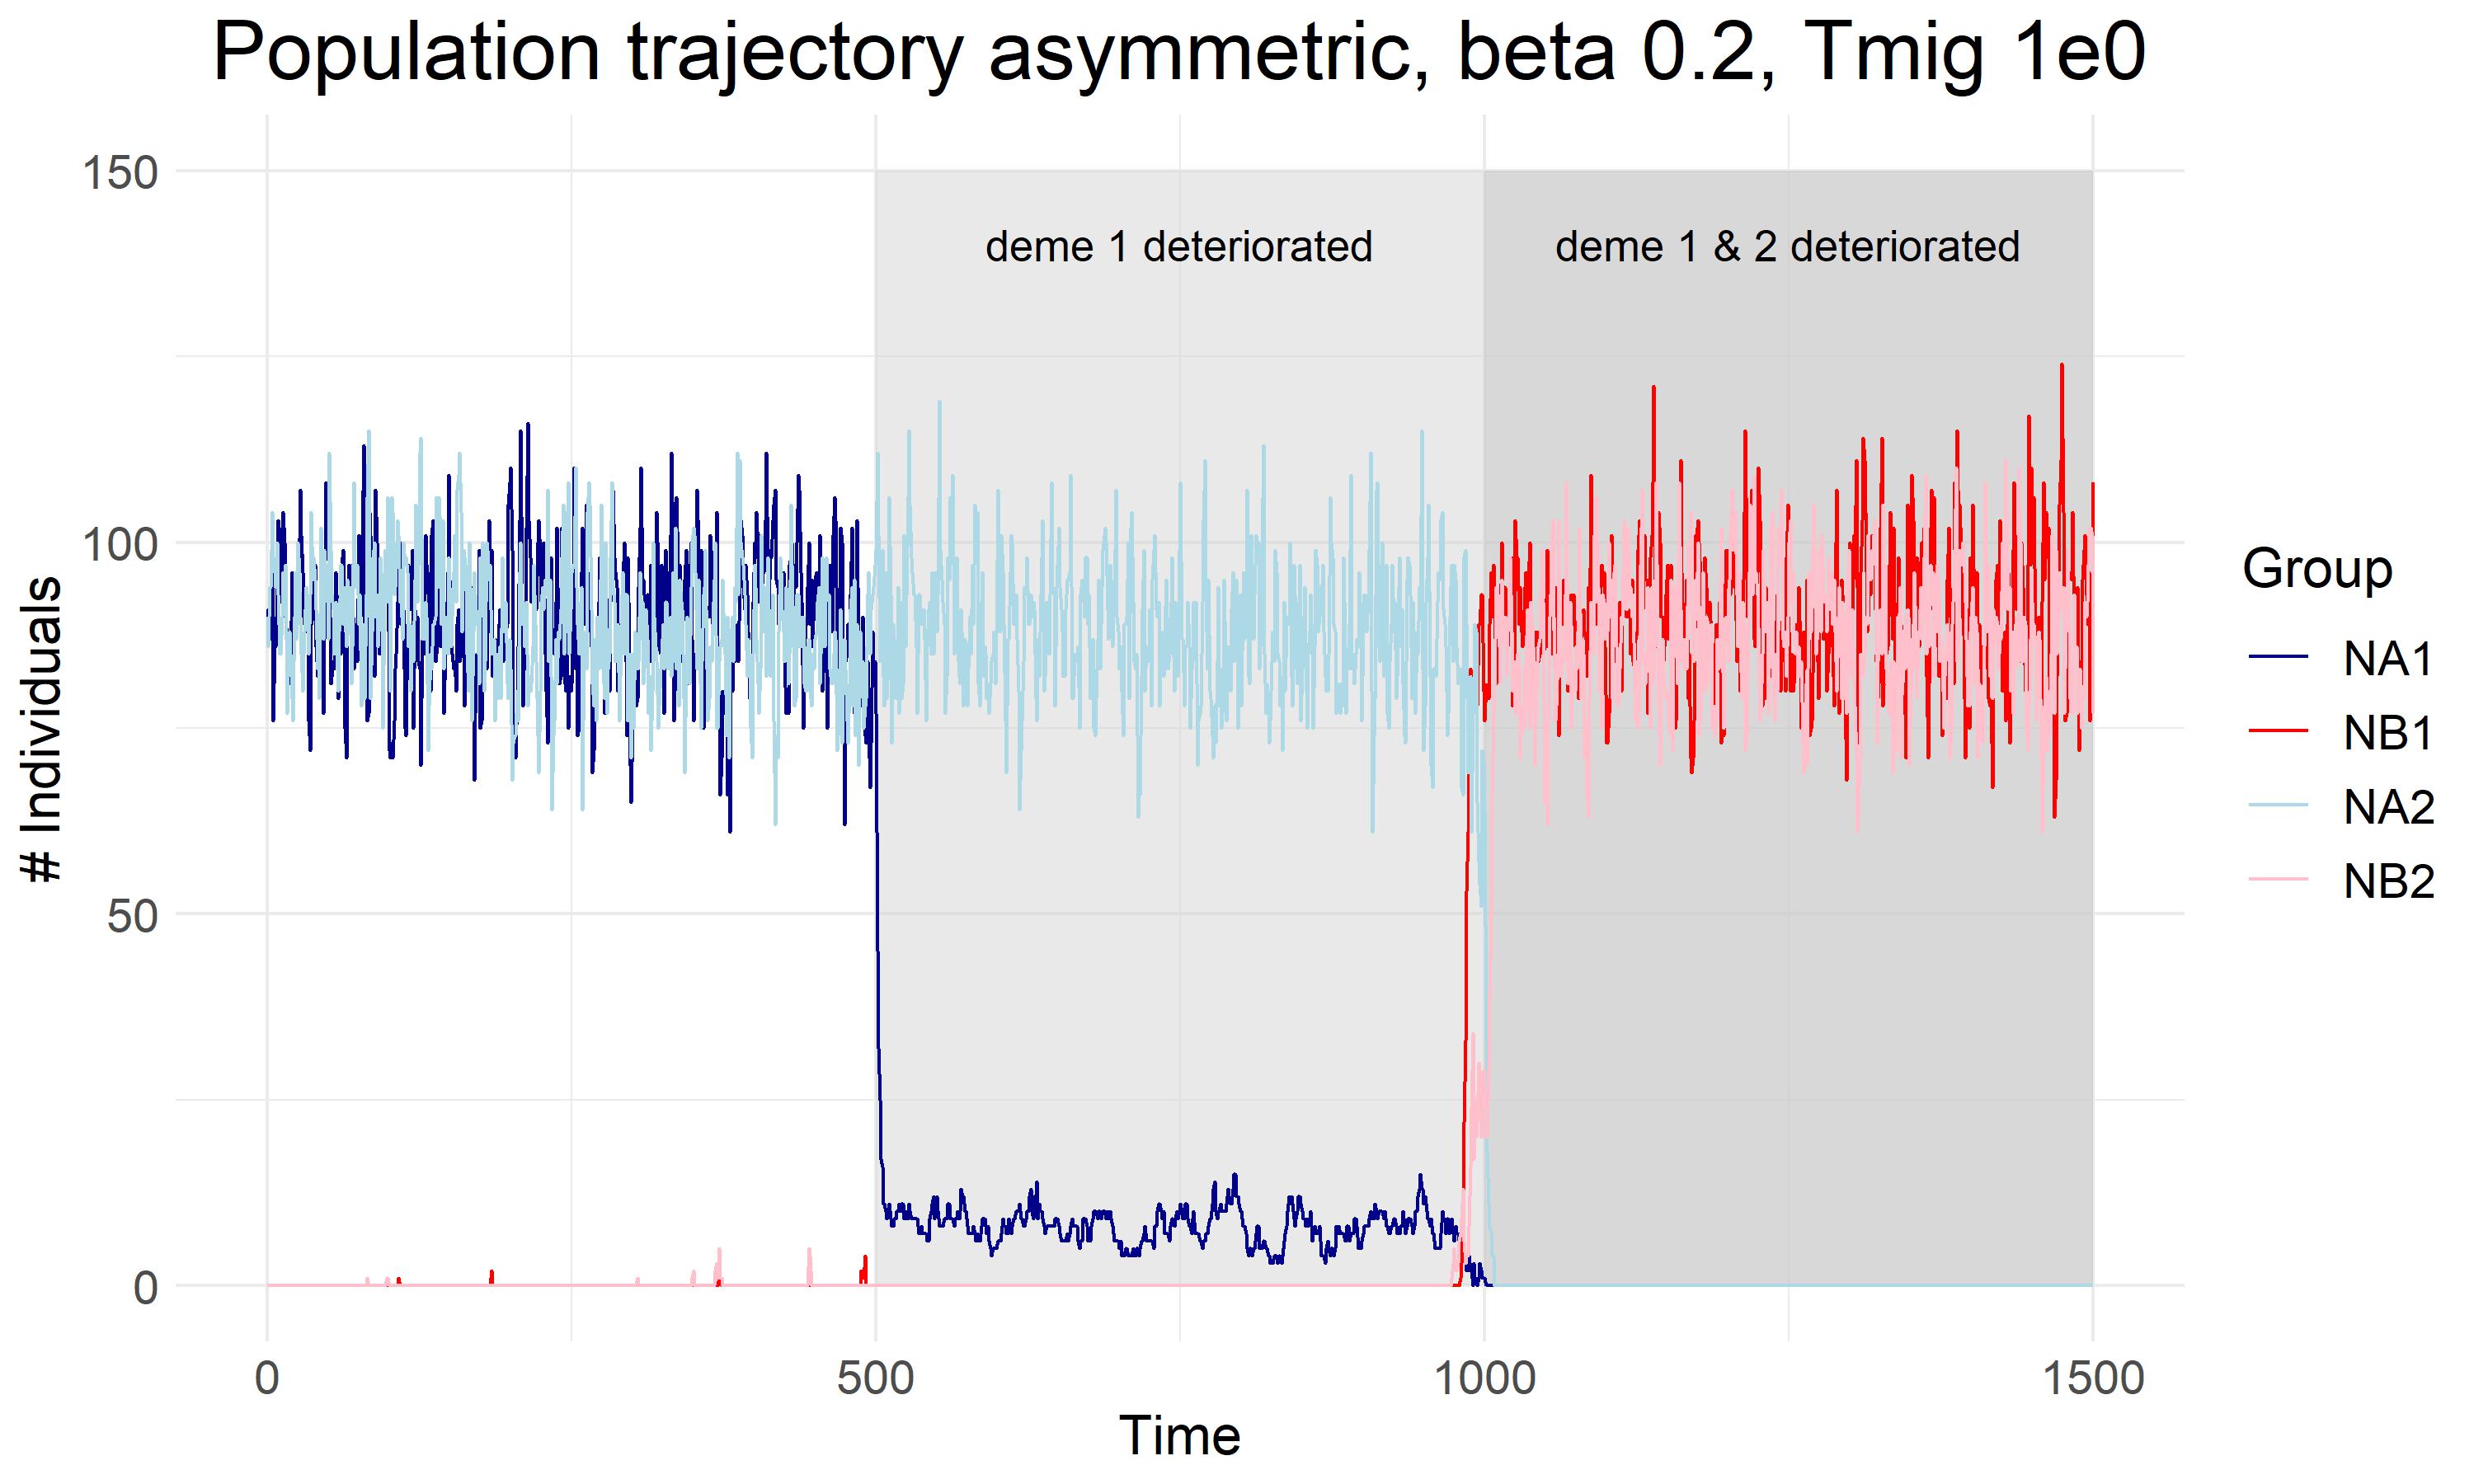 Population trajectory asymmetric, beta 0.2, Tmig 1e0
150
100
50
0
# Individuals
deme 1 deteriorated
deme 1 & 2 deteriorated
0
500
1000
1500
Time
Group
NA1
NB1
NA2
NB2